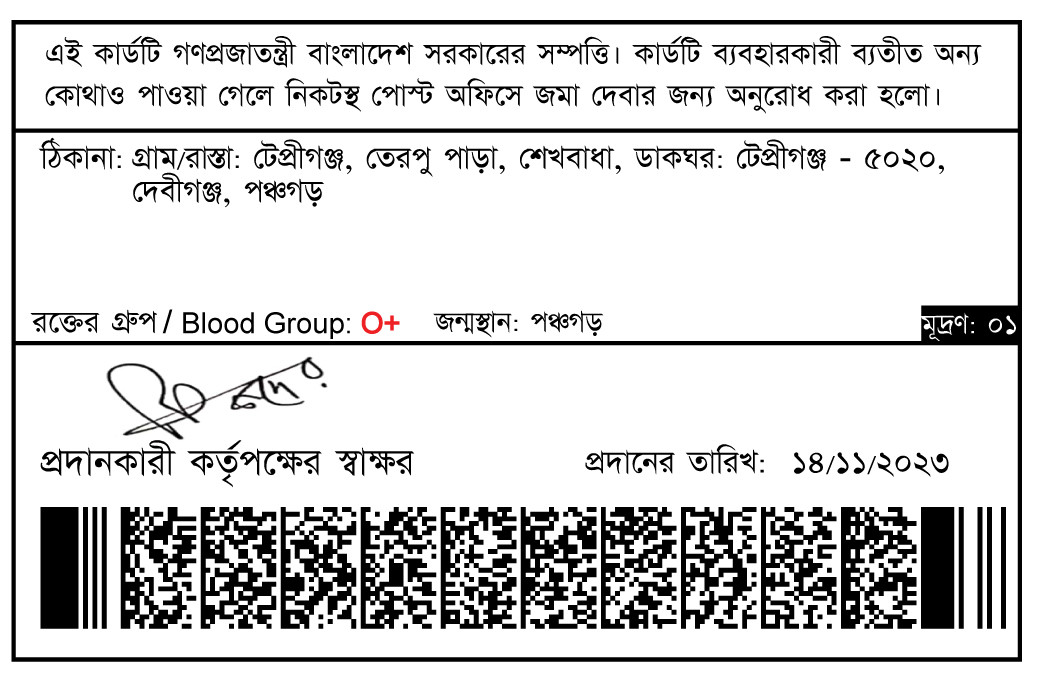 এই কার্ডটি গণপ্রজাতন্ত্রী বাংলাদেশ সরকারের সম্পত্তি। কার্ডটি ব্যবহারকারী ব্যতীত অন্য
কোথাও পাওয়া গেলে নিকটস্থ পোস্ট অফিসে জমা দেবার জন্য অনুরোধ করা হলো।
ঠিকানা: গ্রাম/রাস্তা: টেপ্রীগঞ্জ, তেরপু পাড়া, শেখবাধা, ডাকঘর: টেপ্রীগঞ্জ - ৫০২০,
দেবীগঞ্জ, পঞ্চগড়
রক্তের গ্রুপ / Blood Group: O+ জন্মস্থান: পঞ্চগড় মূদ্রণ: ০১
প্রদানকারী কর্তৃপক্ষের স্বাক্ষর প্রদানের তারিখ: ১৪/১১/২০২৩